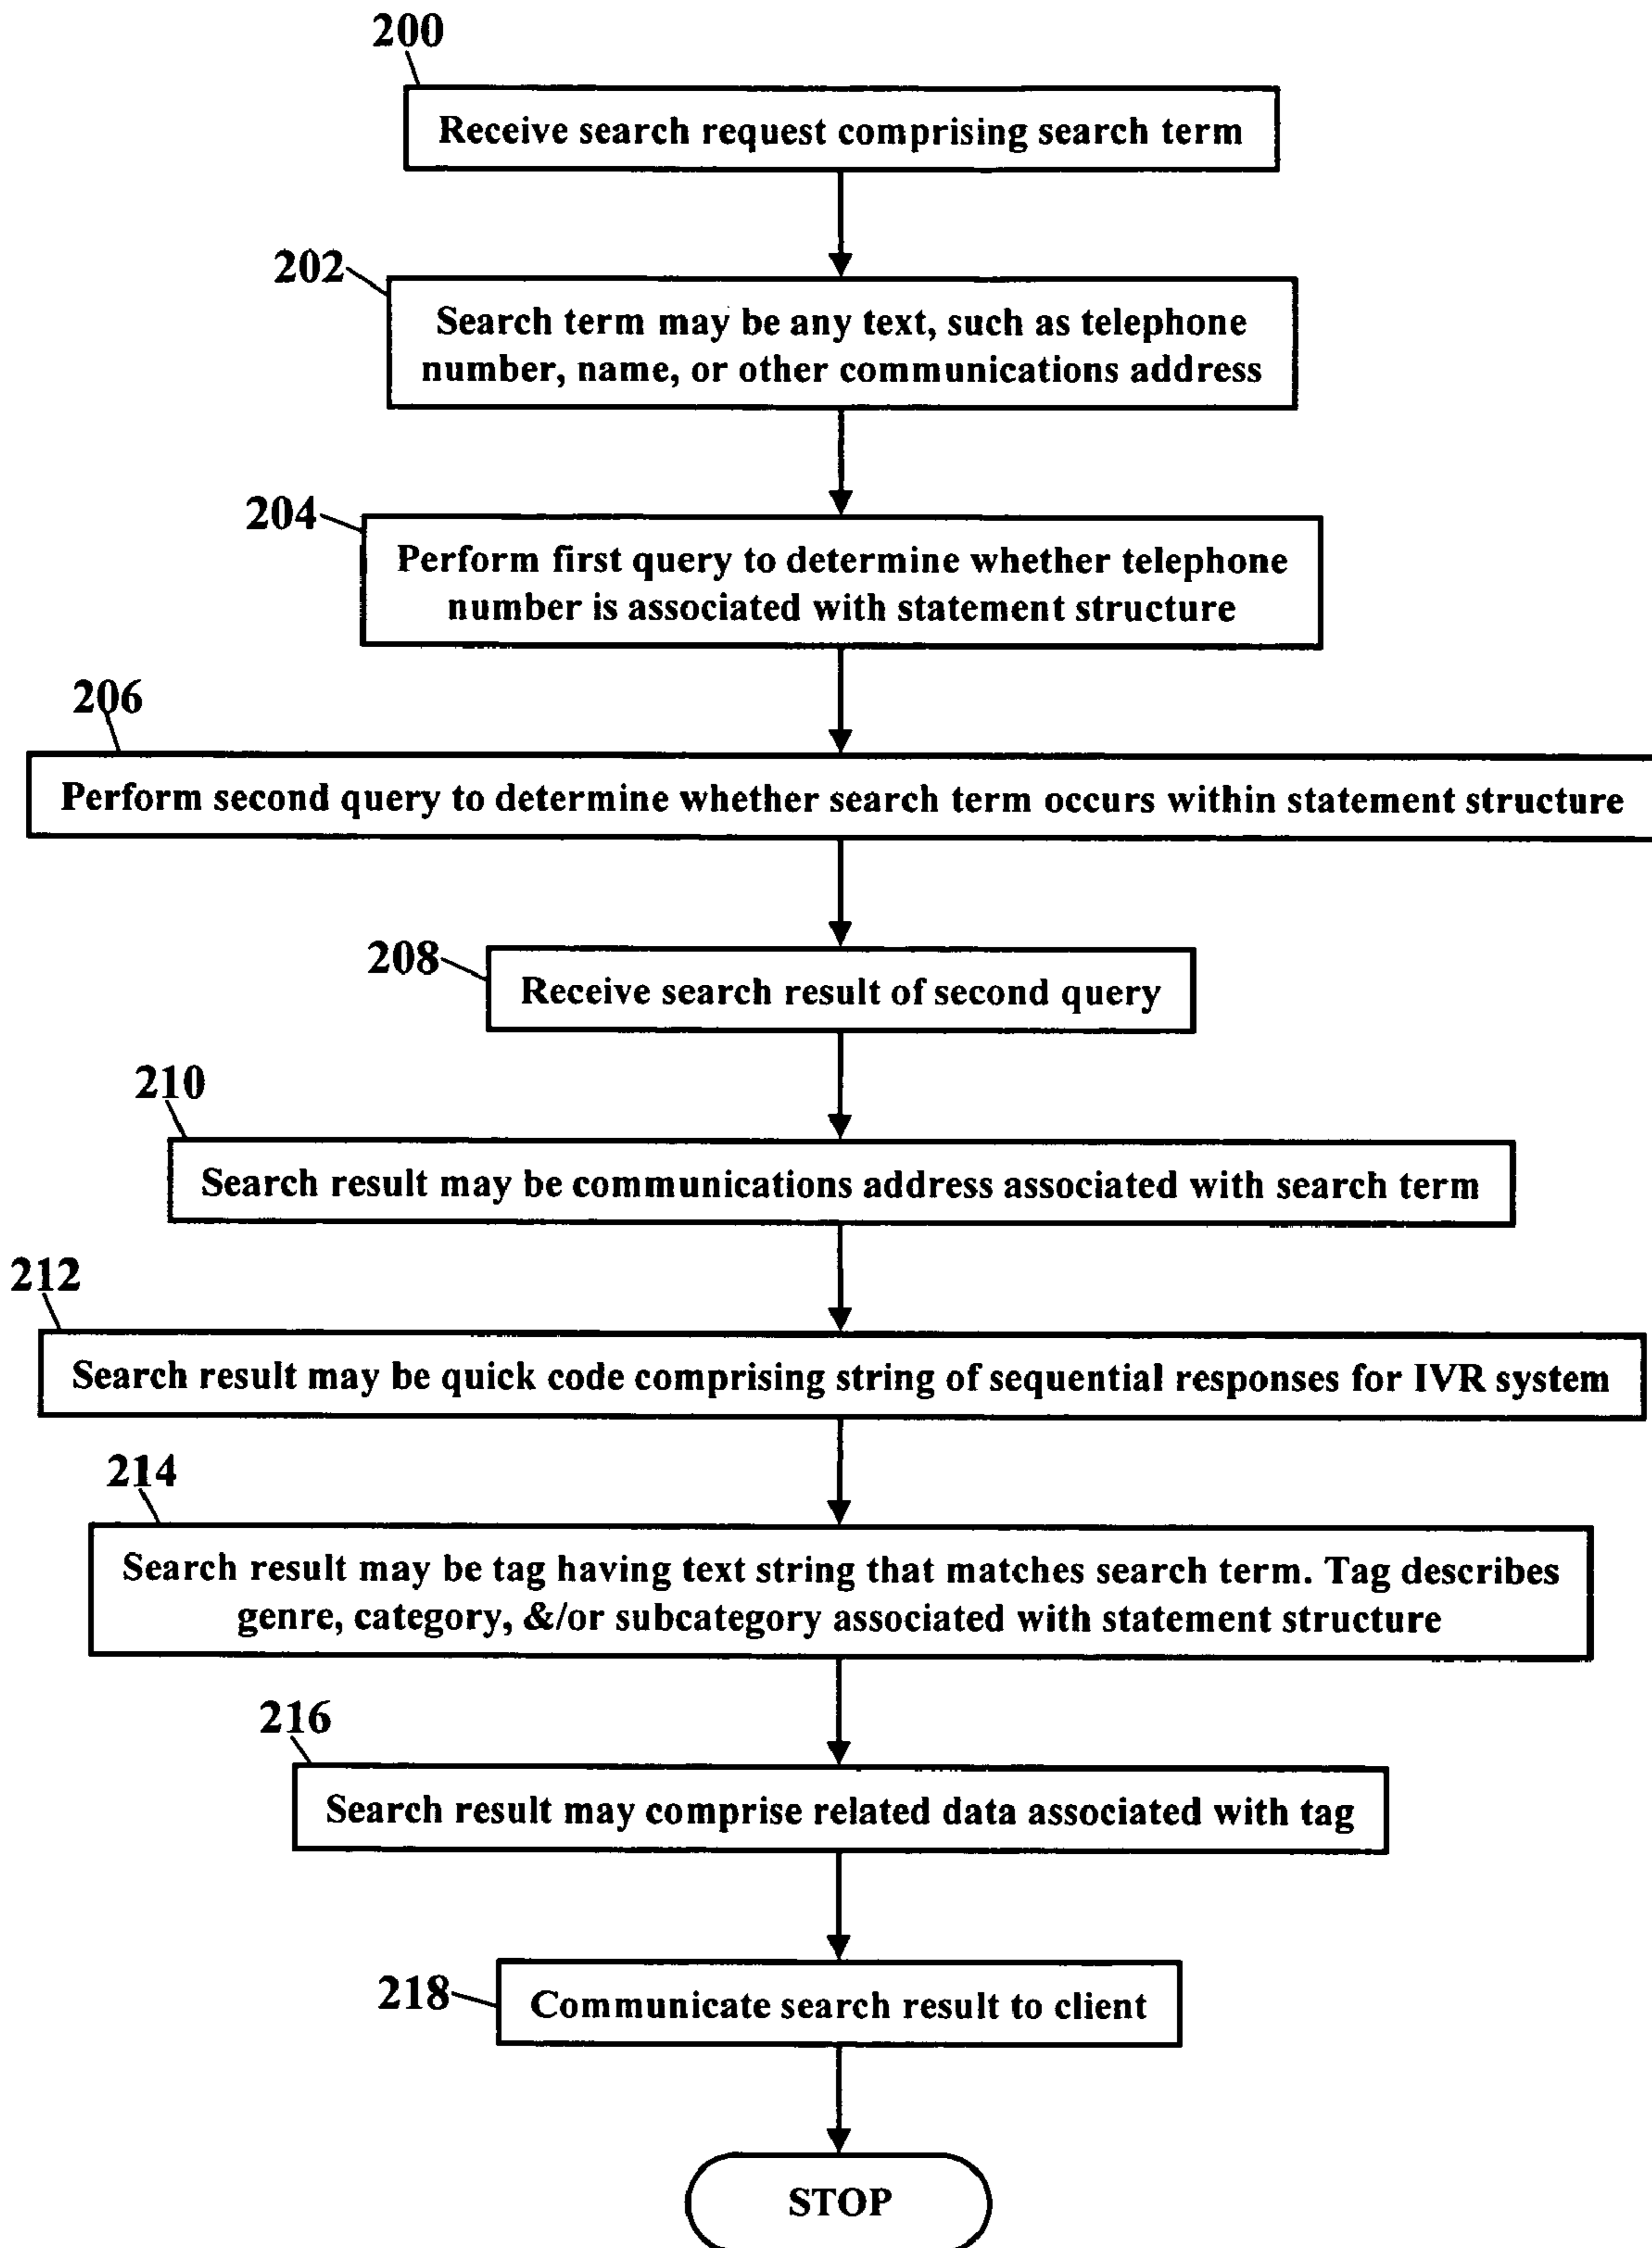 200
Receive search request comprising search term
202
Search term may be any text, such as telephone
number, name, or other communications address
204
Perform first query to determine whether telephone
number is associated with statement structure
206
Perform second query to determine whether search term occurs within statement structure
208
Receive search result of second query
210
Search result may be communications address associated with search term
212
Search result may be quick code comprising string of sequential responses for IVR system
214
Search result may be tag having text string that matches search term. Tag describes
genre, category, &/or subcategory associated with statement structure
216
Search result may comprise related data associated with tag
218
Communicate search result to client
STOP